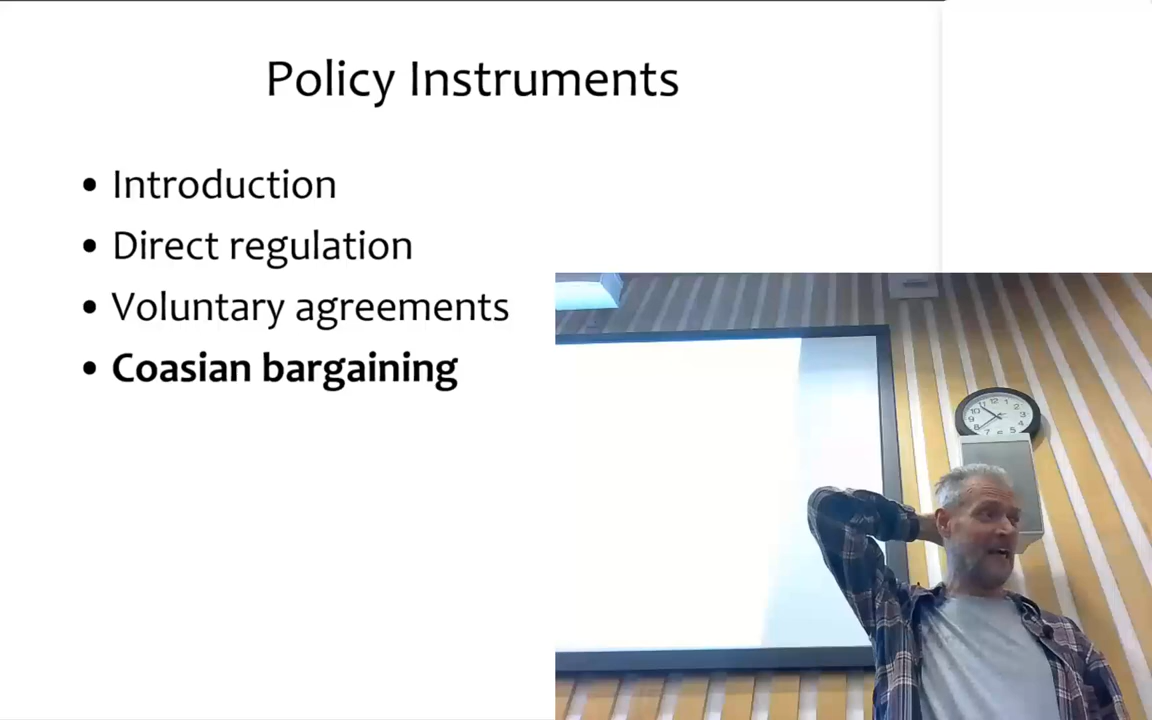 Policy Instruments
• Introduction
• Direct regulation
• Voluntary agreements
• Coasian bargaining